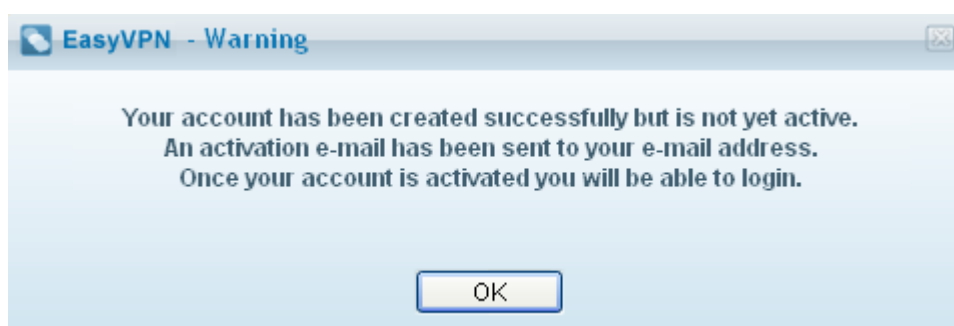 EasyVPN - Warning
Your account has been created successfully but is not yet active.
An activation e-mail has been sent to your e-mail address.
Once your account is activated you will be able to login.
OK